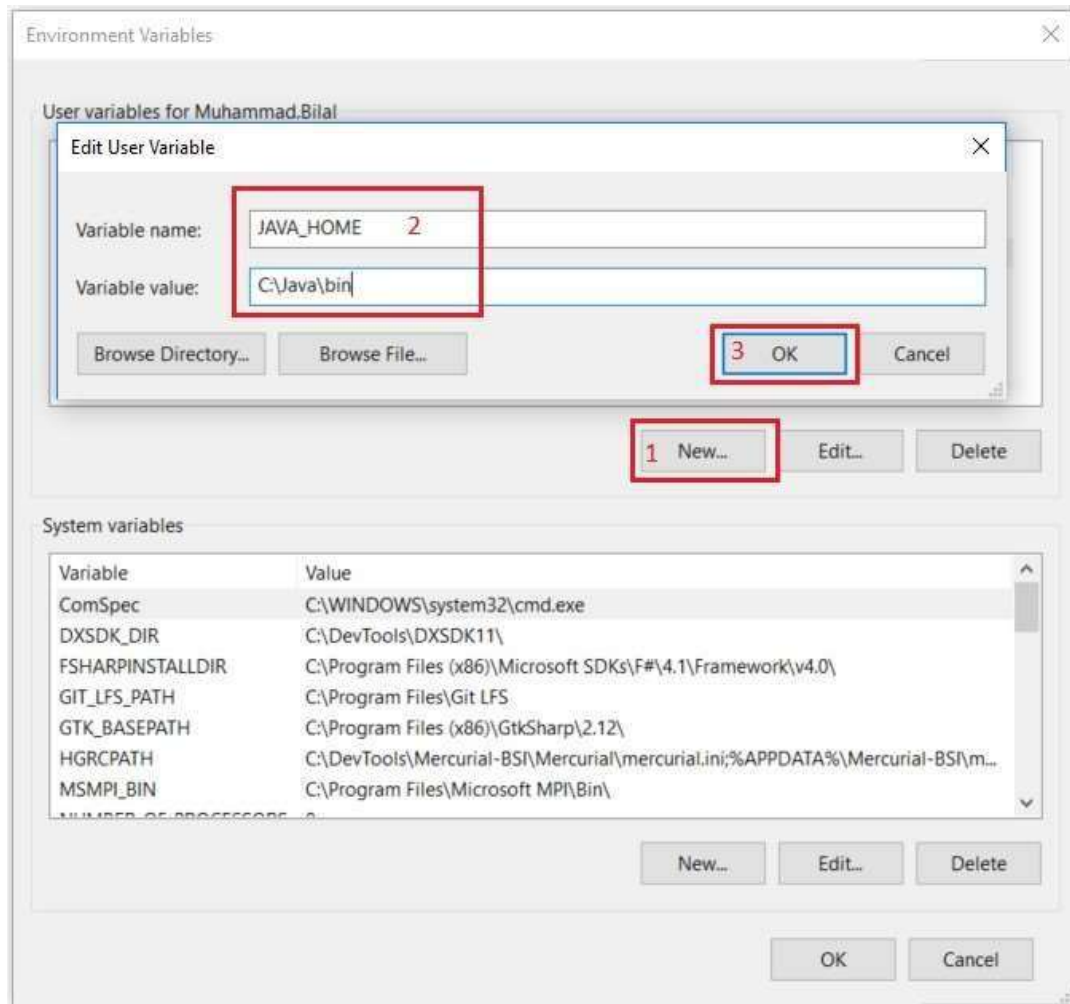 Environment Variables
User variables for Muhammad.Bilal
Edit User Variable
Variable name: JAVA_HOME 2
Variable value: C:\Java\bin
Browse Directory... Browse File... 3 OK Cancel
1 New... Edit... Delete
System variables
Variable Value
ComSpec C:\WINDOWS\system32\cmd.exe
DXSDK_DIR C:\DevTools\DXSDK11\
FSHARPINSTALLDIR C:\Program Files (x86)\Microsoft SDKs\F#\4.1\Framework\v4.0\
GIT_LFS_PATH C:\Program Files\Git LFS
GTK_BASEPATH C:\Program Files (x86)\GtkSharp\2.12\
HGRCPATH C:\DevTools\Mercurial-BSI\Mercurial\mercurial.ini;%APPDATA%\Mercurial-BSI\m...
MSMPI_BIN C:\Program Files\Microsoft MPI\Bin\
NUMBER_OF_PROCESSORS
New... Edit... Delete
OK Cancel